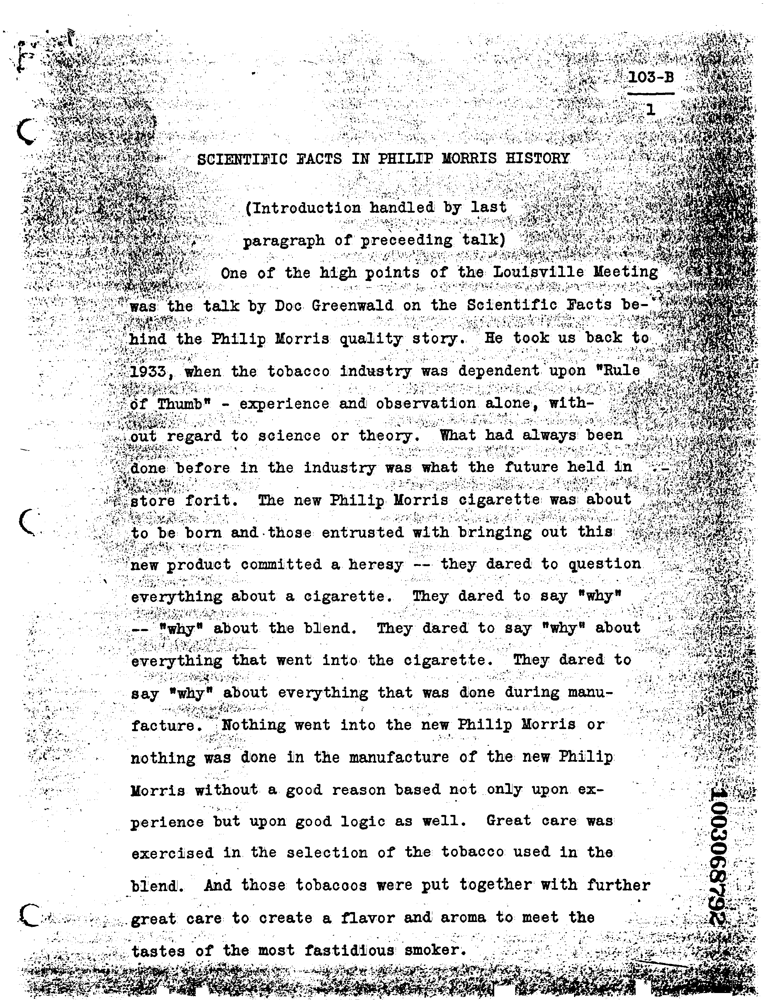 103-B
1
SCIENTIFIC FACTS IN PHILIP MORRIS HISTORY
(Introduction handled by last
paragraph of preceeding talk)
One of the high points of the Louisville Meeting
was the talk by Doc Greenwald on the Scientific Facts be-
hind the Philip Morris quality story. He took us back to
1933, when the tobacco industry was dependent upon "Rule
of Thumb" - experience and observation alone, with-
out regard to science or theory. What had always been
done before in the industry was what the future held in
store forit. The new Philip Morris cigarette was about
to be born and those entrusted with bringing out this
new product committed a heresy -- they dared to question
everything about a cigarette. They dared to say "why"
-- "why" about the blend. They dared to say "why" about
everything that went into the cigarette. They dared to
say "why" about everything that was done during manu-
facture. Nothing went into the new Philip Morris or
nothing was done in the manufacture of the new Philip
Morris without a good reason based not only upon ex-
perience but upon good logic as well. Great care was
exercised in the selection of the tobacco used in the
blend. And those tobacoos were put together with further
great care to create a flavor and aroma to meet the
tastes of the most fastidious smoker.
1003068792